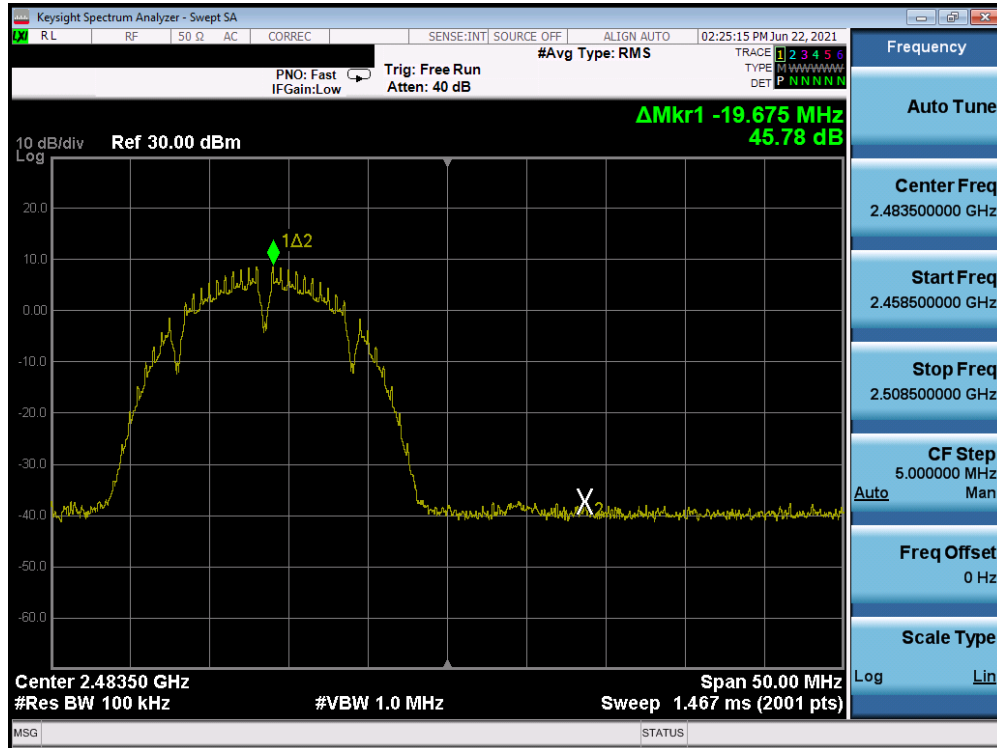 Keysight Spectrum Analyzer - Swept SA
LXI RL RF 50 Ω AC CORREC SENSE:INT SOURCE OFF ALIGN AUTO 02:25:15 PM Jun 22, 2021
#Avg Type: RMS
TRACE 1 2 3 4 5 6
TYPE M WWWWW
DET P N N N N N
PNO: Fast
IFGain:Low
Trig: Free Run
Atten: 40 dB
ΔMkr1 -19.675 MHz
45.78 dB
10 dB/div
Log
Ref 30.00 dBm
20.0
10.0
0.00
-10.0
-20.0
-30.0
-40.0
-50.0
-60.0
1Δ2
X2
Center 2.48350 GHz
Span 50.00 MHz
#Res BW 100 kHz
#VBW 1.0 MHz
Sweep 1.467 ms (2001 pts)
MSG
STATUS
Frequency
Auto Tune
Center Freq
2.483500000 GHz
Start Freq
2.458500000 GHz
Stop Freq
2.508500000 GHz
CF Step
5.000000 MHz
Auto Man
Freq Offset
0 Hz
Scale Type
Log Lin